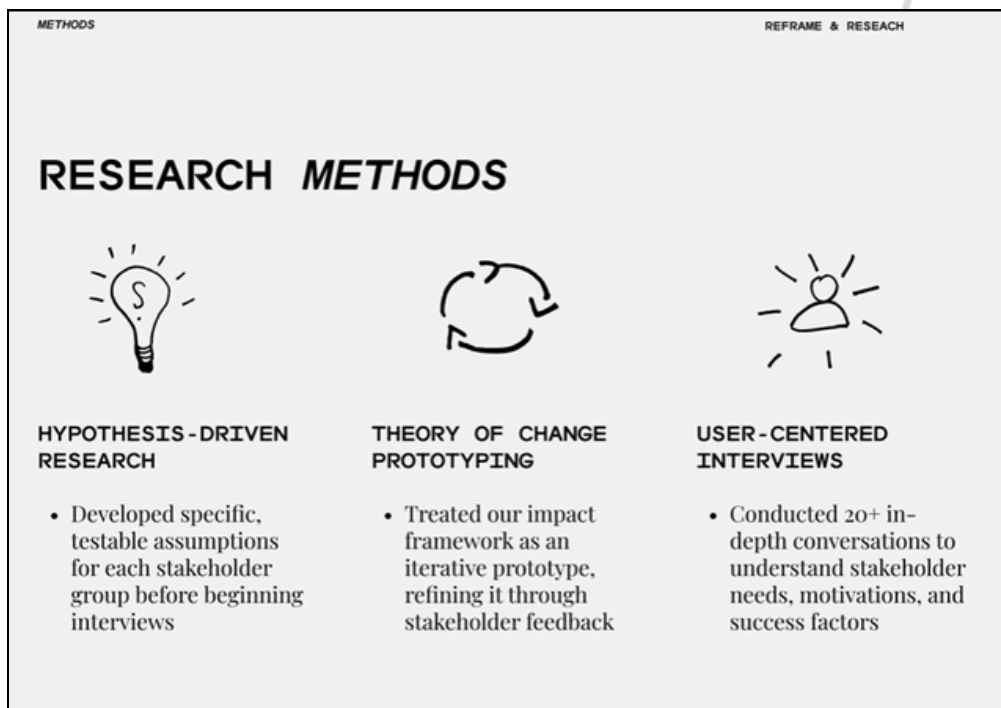 METHODS
REFRAME & RESEACH
RESEARCH METHODS
HYPOTHESIS-DRIVEN
RESEARCH
• Developed specific,
testable assumptions
for each stakeholder
group before beginning
interviews
THEORY OF CHANGE
PROTOTYPING
• Treated our impact
framework as an
iterative prototype,
refining it through
stakeholder feedback
USER-CENTERED
INTERVIEWS
• Conducted 20+ in-
depth conversations to
understand stakeholder
needs, motivations, and
success factors